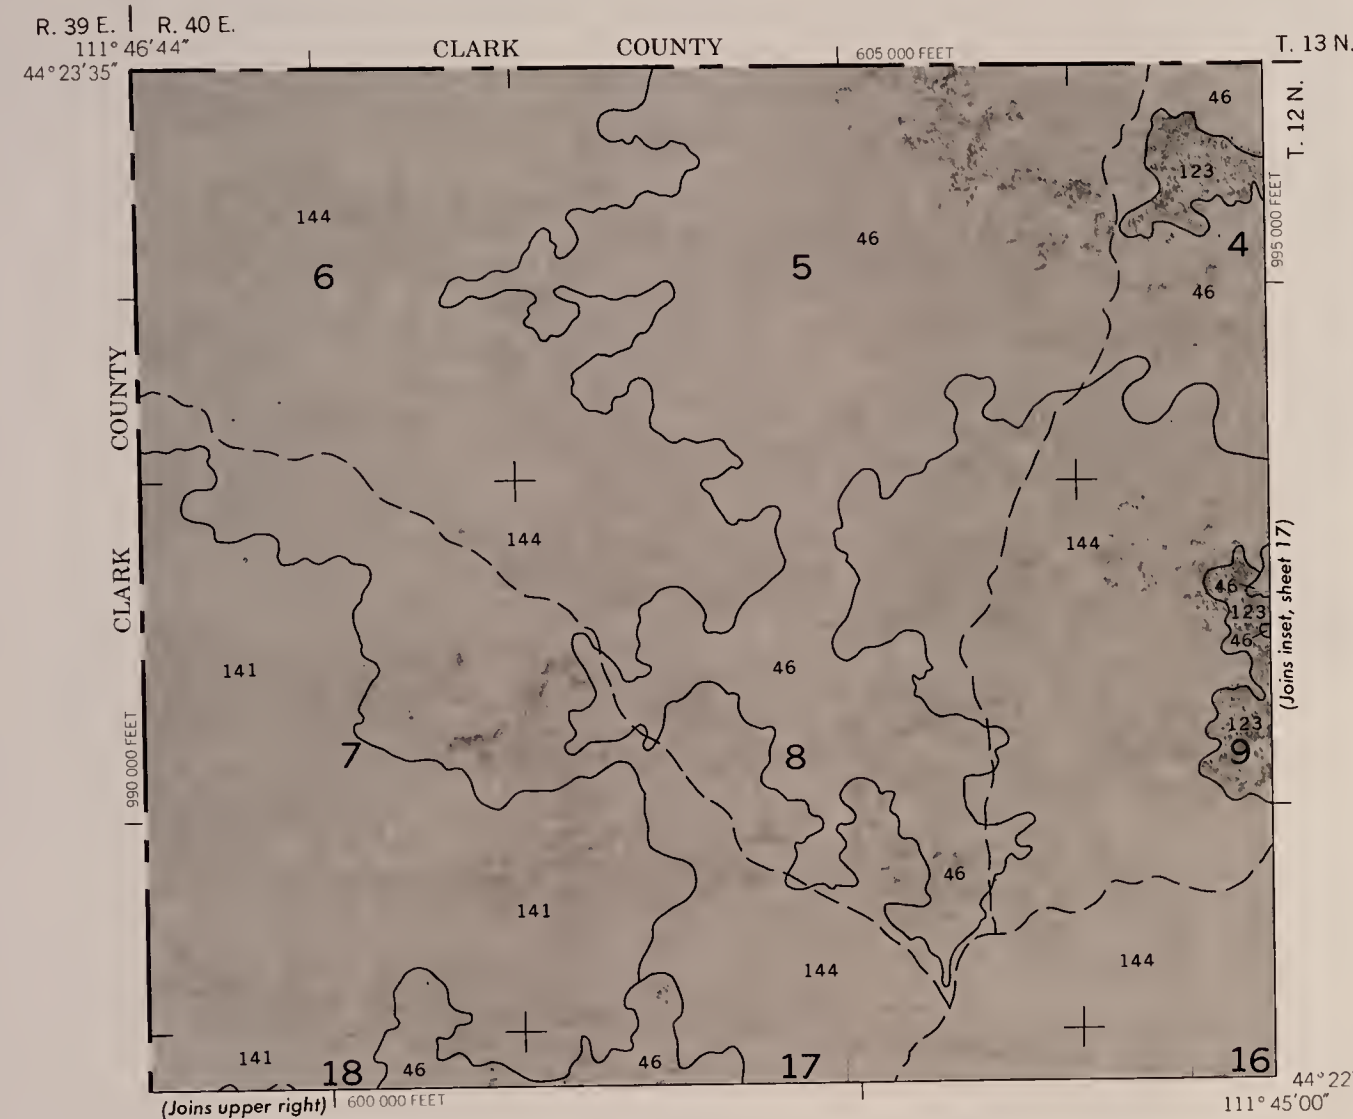 R. 39 E. R. 40 E.
111° 46′ 44″
CLARK COUNTY
605 000 FEET
T. 13 N.
44° 23′ 35″
T. 12 N.
46
123
995 000 FEET
144
46
4
6
5
46
CLARK COUNTY
144
144
(Joins inset, sheet 17)
46
123
46
141
46
123
990 000 FEET
7
8
9
46
141
144
144
141
18
46
46
17
16
44° 22′
(Joins upper right)
600 000 FEET
111° 45′ 00″